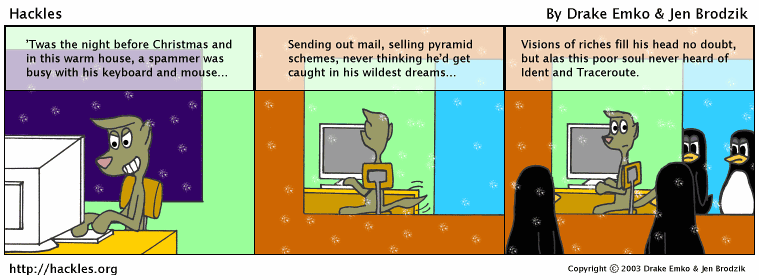 Hackles
By Drake Emko & Jen Brodzik
'Twas the night before Christmas and
in this warm house, a spammer was
busy with his keyboard and mouse...
Sending out mail, selling pyramid
schemes, never thinking he'd get
caught in his wildest dreams...
Visions of riches fill his head no doubt,
but alas this poor soul never heard of
Ident and Traceroute.
http://hackles.org
Copyright © 2003 Drake Emko & Jen Brodzik